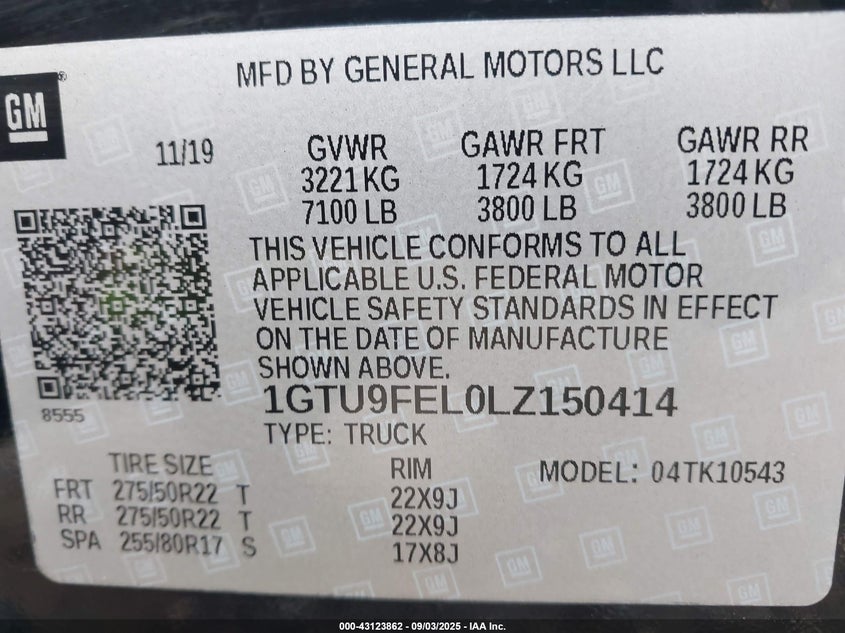 MFD BY GENERAL MOTORS LLC
GM®
11/19
GVWR GAWR FRT GAWR RR
3221 KG 1724 KG 1724 KG
7100 LB 3800 LB 3800 LB
THIS VEHICLE CONFORMS TO ALL
APPLICABLE U.S. FEDERAL MOTOR
VEHICLE SAFETY STANDARDS IN EFFECT
ON THE DATE OF MANUFACTURE
SHOWN ABOVE.
8555
1GTU9FEL0LZ150414
TYPE: TRUCK
TIRE SIZE RIM MODEL: 04TK10543
FRT 275/50R22 T 22X9J
RR 275/50R22 T 22X9J
SPA 255/80R17 S 17X8J
000-43123862 - 09/03/2025 - IAA Inc.